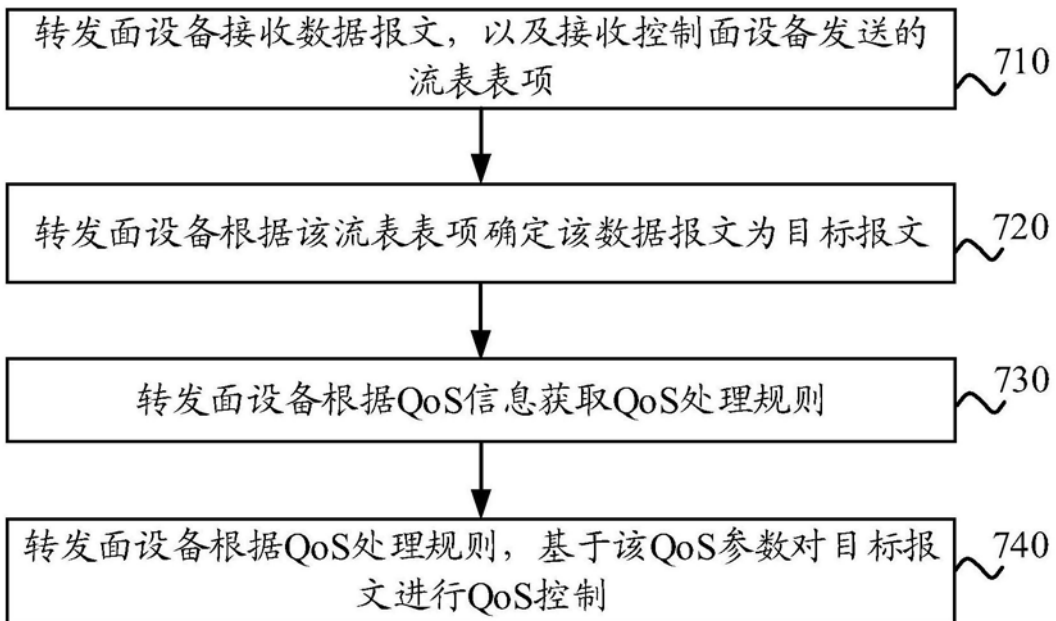 转发面设备接收数据报文，以及接收控制面设备发送的
流表表项
710
转发面设备根据该流表表项确定该数据报文为目标报文
720
转发面设备根据QoS信息获取QoS处理规则
730
转发面设备根据QoS处理规则，基于该QoS参数对目标报
文进行QoS控制
740